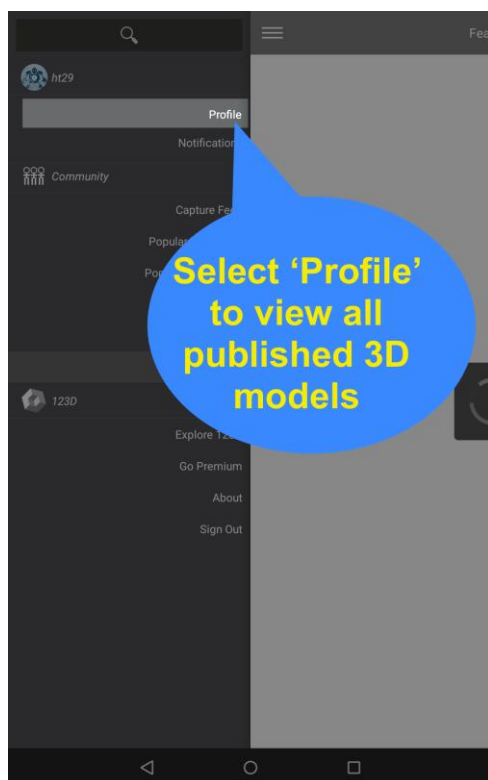 Fea
ht29
Profile
Notification
Community
Capture Fe
Popula
Po
Select ‘Profile’
to view all
published 3D
models
123D
Explore 12
Go Premium
About
Sign Out